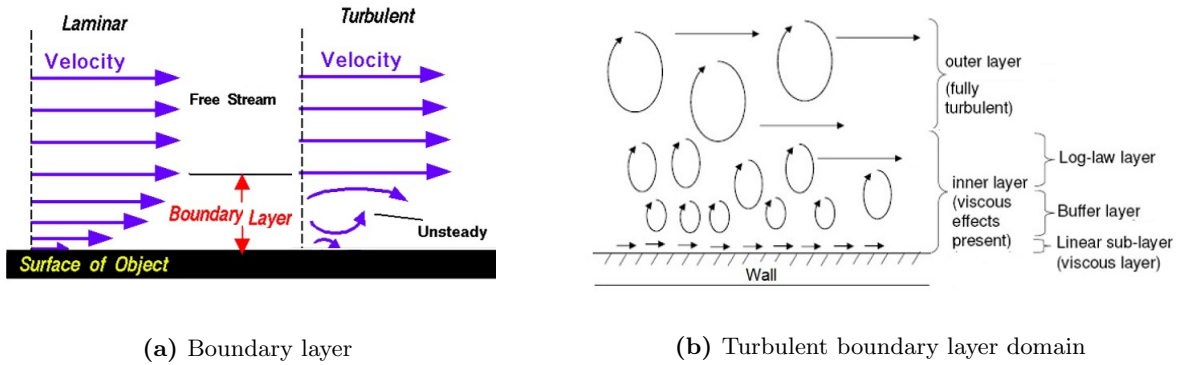 Laminar
Turbulent
Velocity
Velocity
Free Stream
Boundary Layer
Unsteady
Surface of Object
(a) Boundary layer
outer layer
(fully
turbulent)
inner layer
(viscous
effects
present)
Log-law layer
Buffer layer
Linear sub-layer
(viscous layer)
Wall
(b) Turbulent boundary layer domain